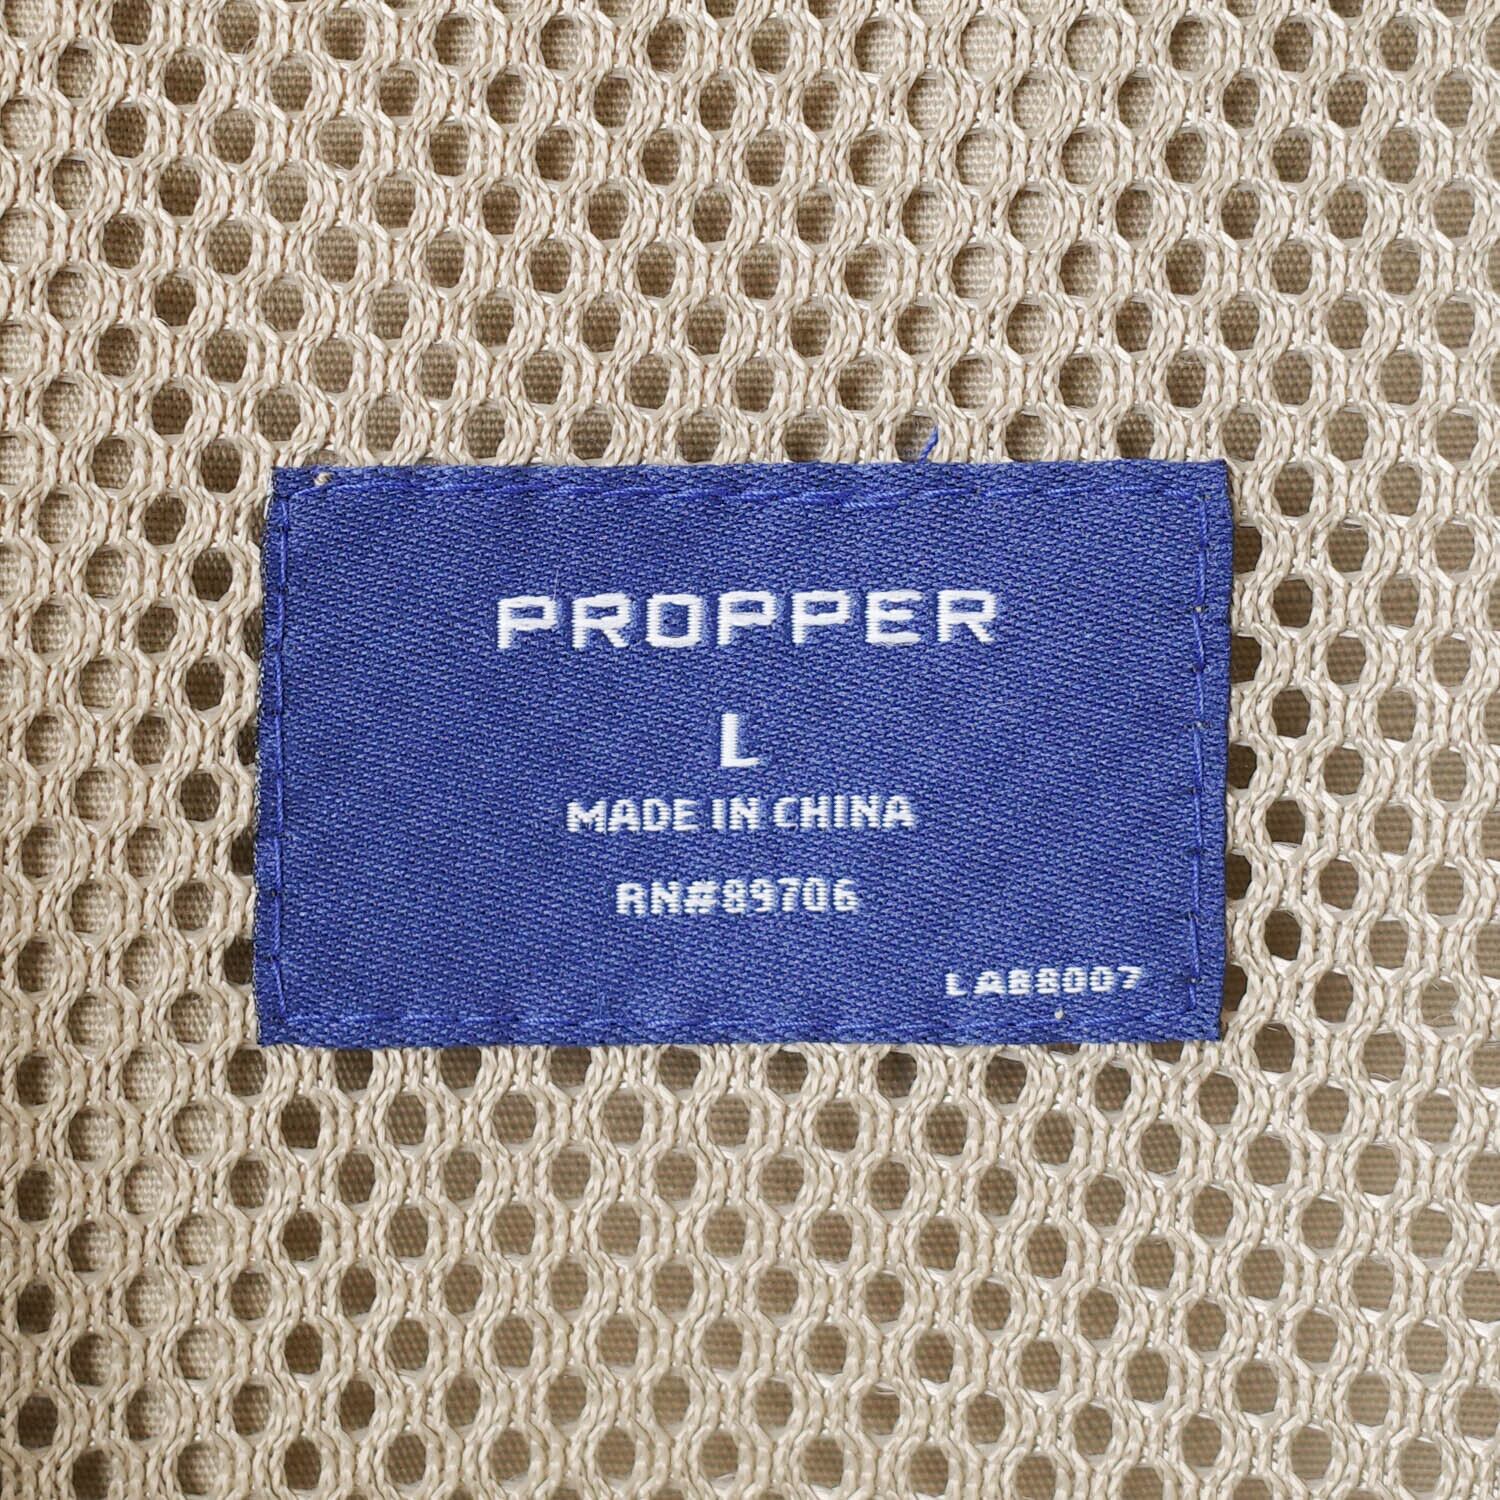 PROPPER
L
MADE IN CHINA
RN#89706
LA88007